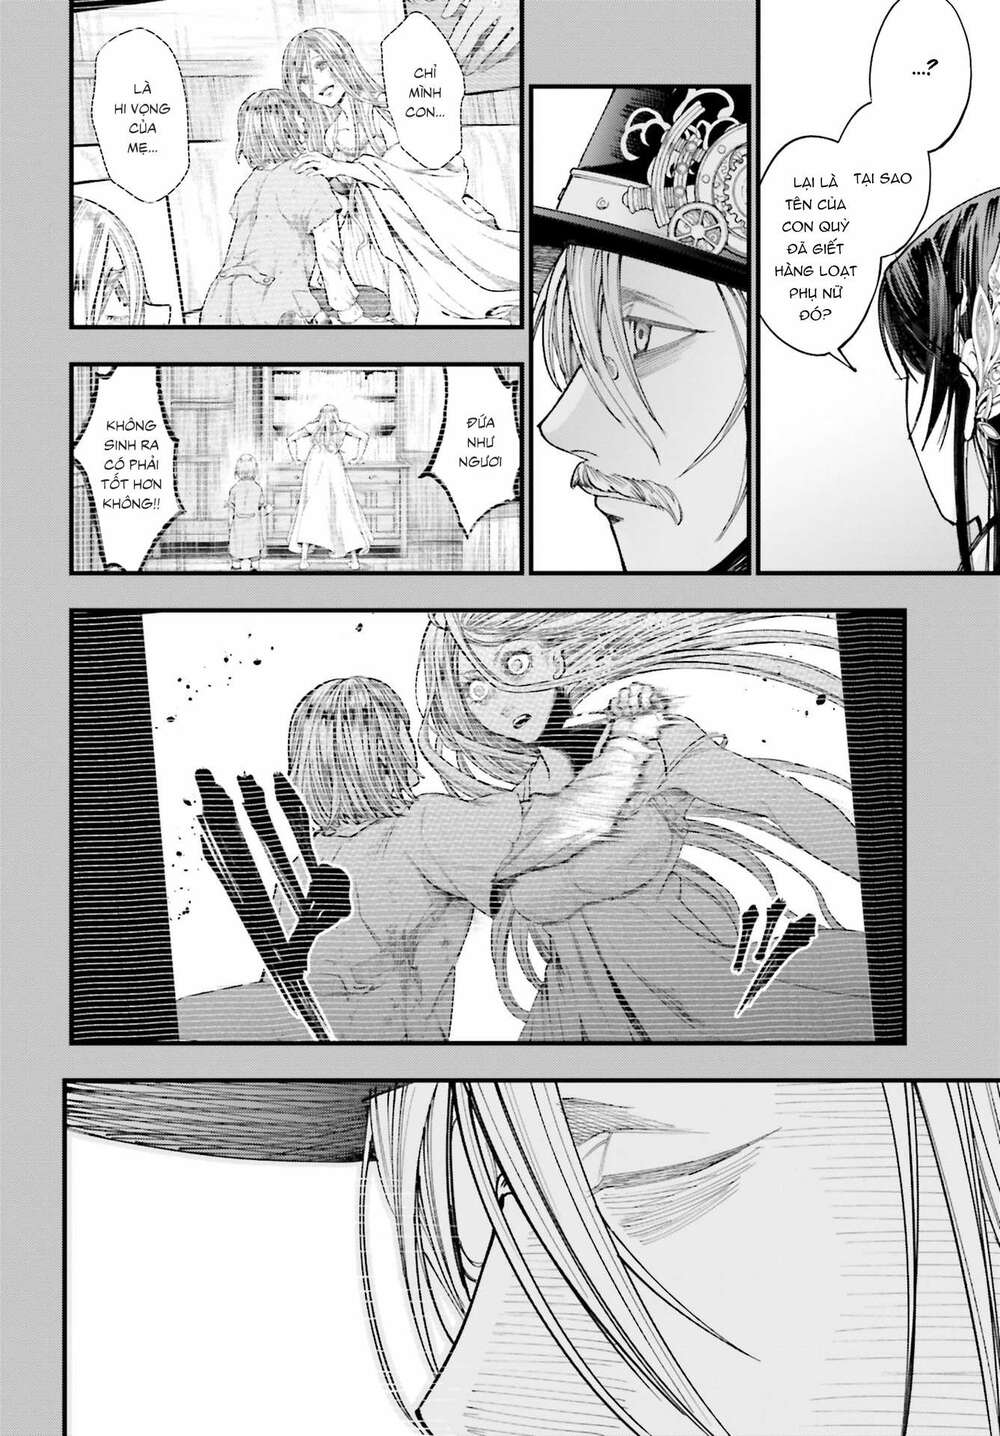 ...?
TẠI SAO
LẠI LÀ
TÊN CỦA
CON QUỶ
ĐÃ GIẾT
HÀNG LOẠT
PHỤ NỮ
ĐÓ?
CHỈ
MÌNH
CON...
LÀ
HI VỌNG
CỦA
MẸ...
ĐỨA
NHƯ
NGƯƠI
KHÔNG
SINH RA
CÓ PHẢI
TỐT HƠN
KHÔNG!!